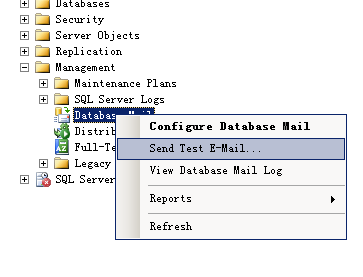 Databases
Security
Server Objects
Replication
Management
Maintenance Plans
SQL Server Logs
Database Mail
Configure Database Mail
Send Test E-Mail...
View Database Mail Log
Reports
Refresh
Distrib
Full-Te
Legacy
SQL Server